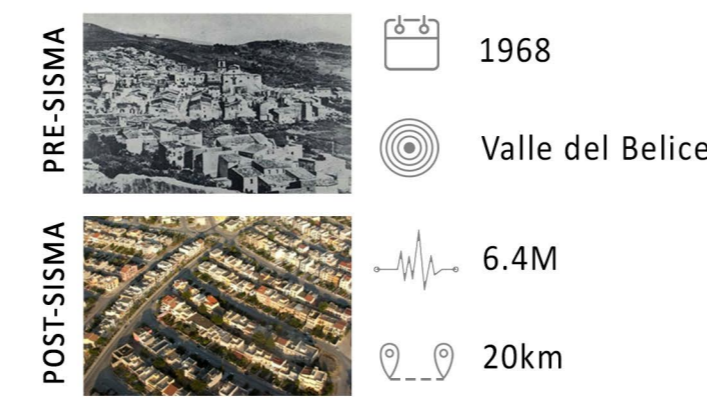 PRE-SISMA
1968
Valle del Belice
POST-SISMA
6.4M
20km